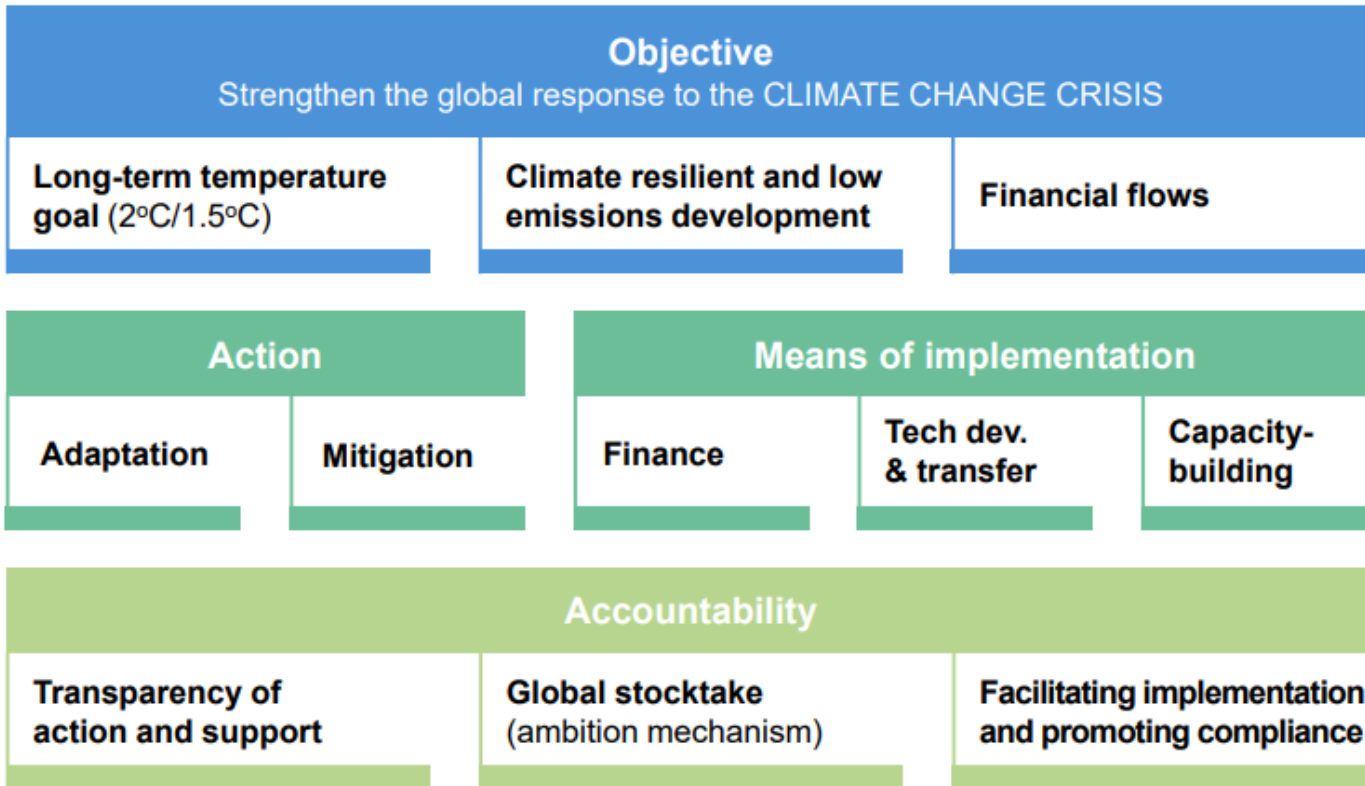 Objective
Strengthen the global response to the CLIMATE CHANGE CRISIS
Long-term temperature
goal (2°C/1.5°C)
Climate resilient and low
emissions development
Financial flows
Action
Adaptation
Mitigation
Means of implementation
Finance
Tech dev.
& transfer
Capacity-
building
Accountability
Transparency of
action and support
Global stocktake
(ambition mechanism)
Facilitating implementation
and promoting compliance